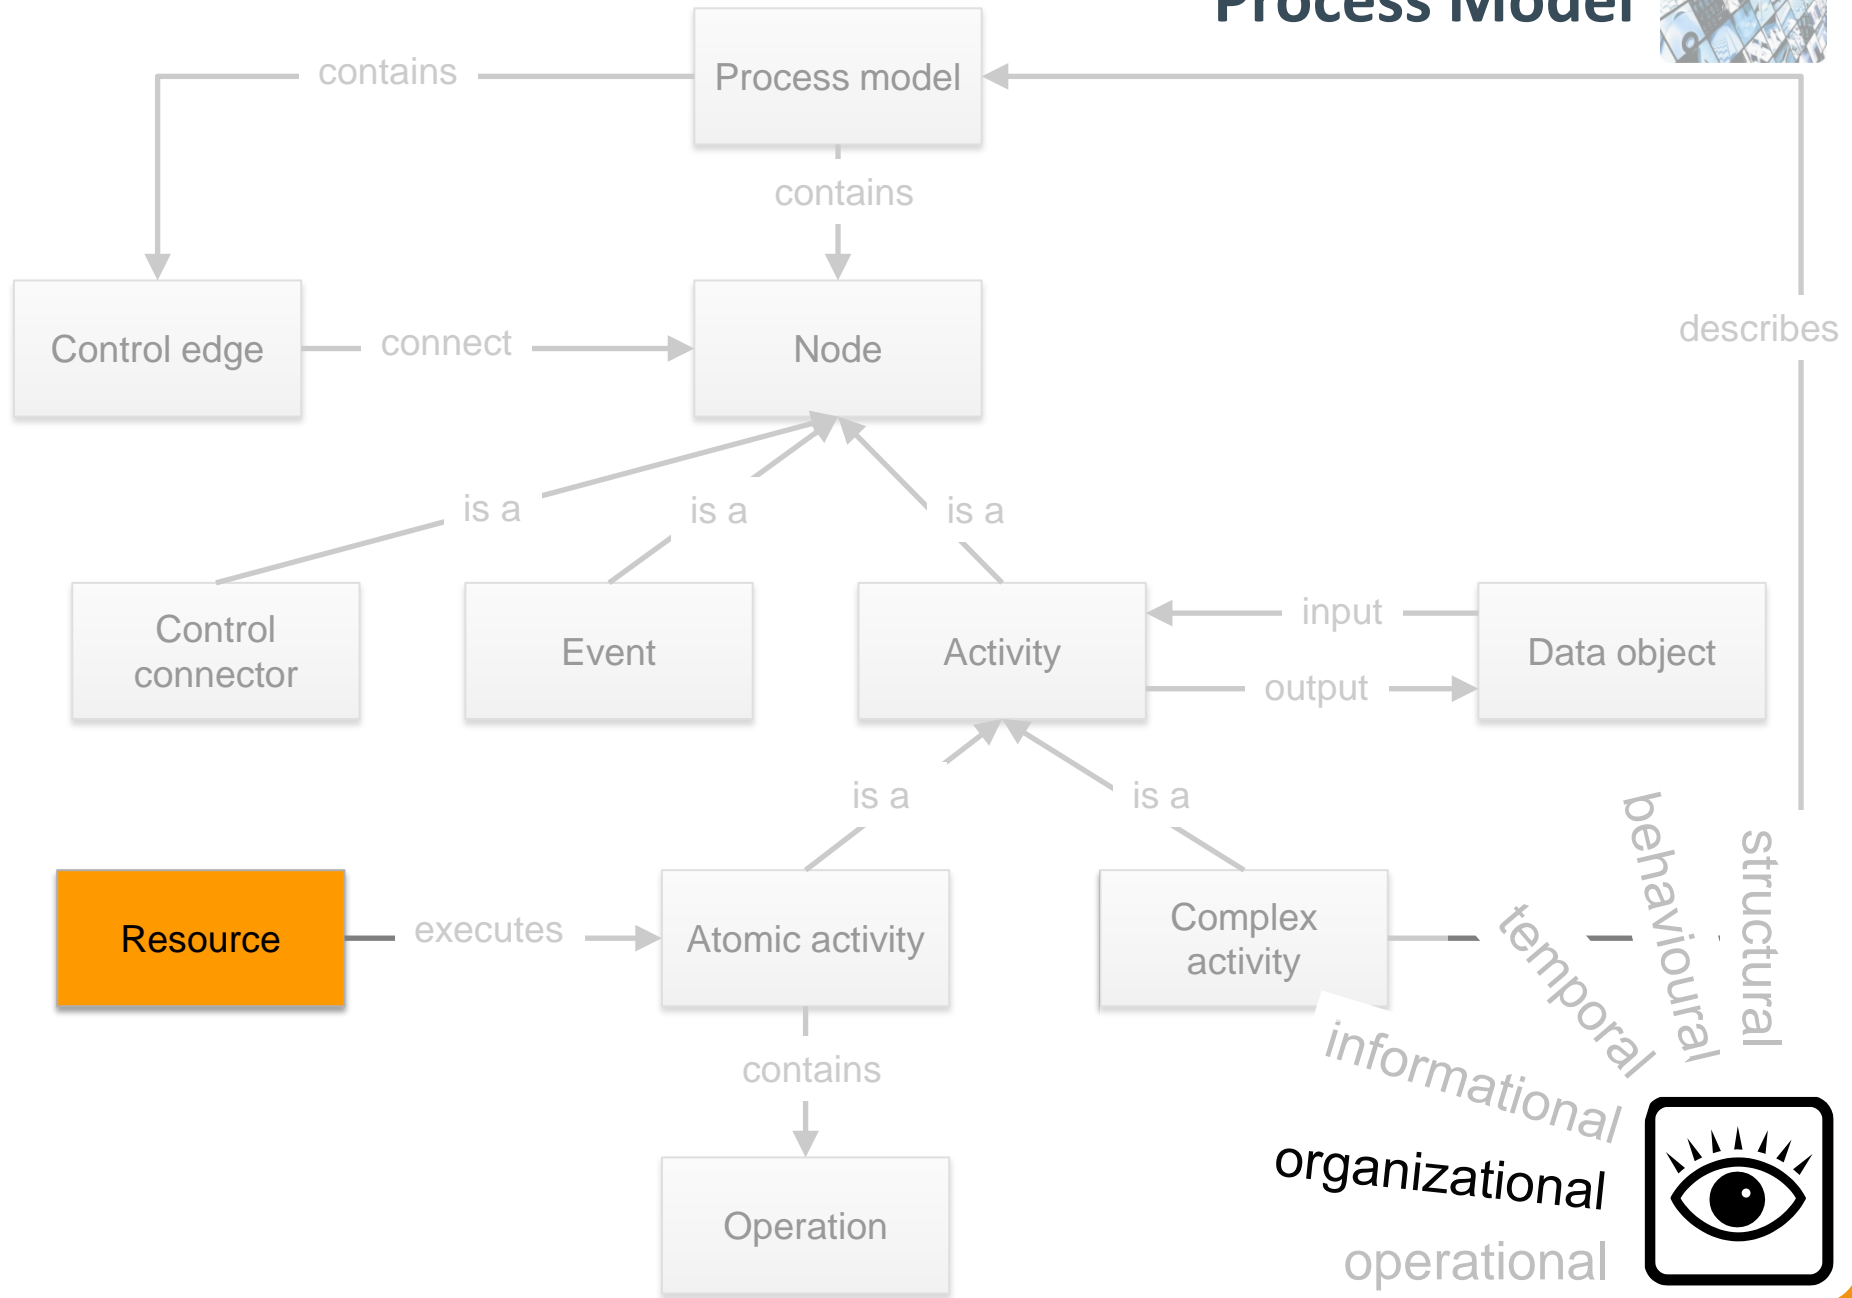 Process Model
contains
Process model
contains
describes
Control edge
connect
Node
is a
is a
is a
Control
connector
Event
Activity
input
output
Data object
is a
is a
Resource
executes
Atomic activity
Complex
activity
contains
Operation
structural
behavioural
temporal
informational
organizational
operational